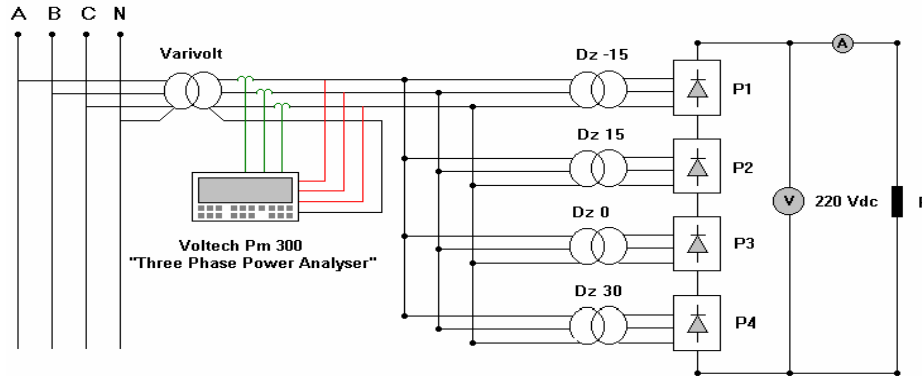 A B C N
Varivolt
Dz -15
A
P1
Dz 15
P2
V
220 Vdc
Dz 0
P3
Voltech Pm 300
"Three Phase Power Analyser"
Dz 30
P4